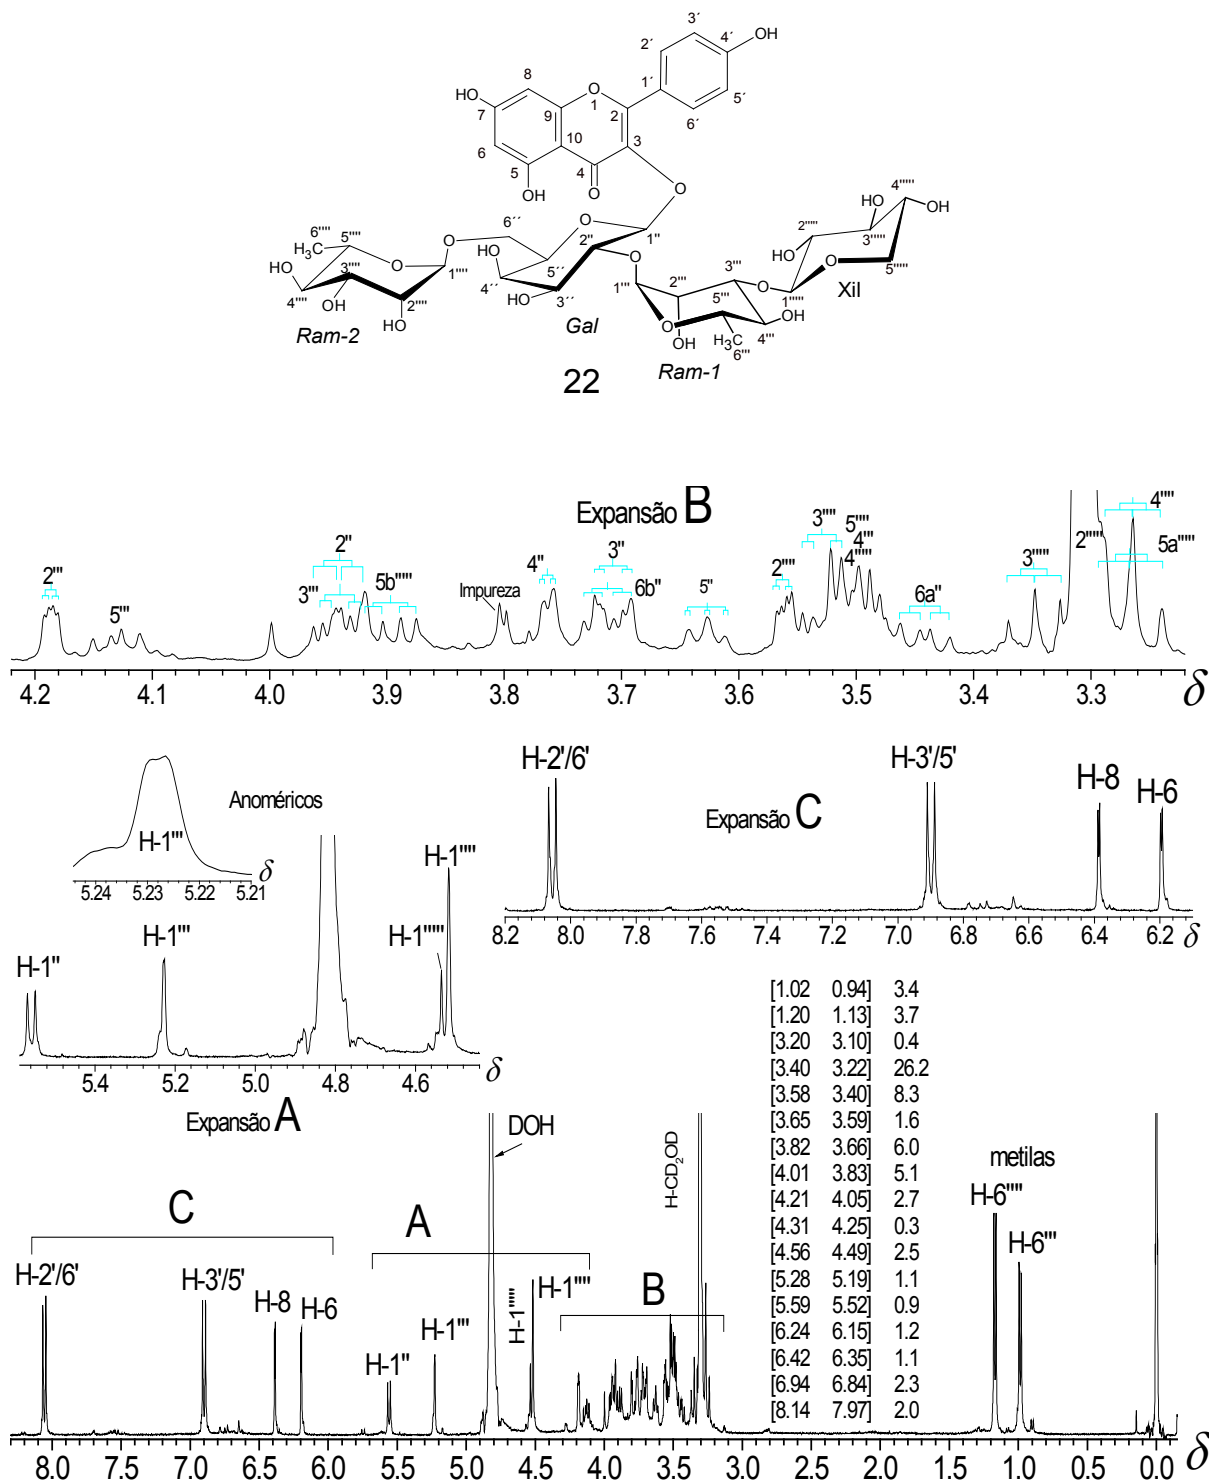 3´
4´
OH
2´
1´
5´
6´
8
HO
7
9
O
1
2
6
10
3
5
4
OH
O
O
4'''''
HO
OH
2'''''
3'''''
HO
O
5'''''
1'''''
Xil
6''''
H₃C
5''''
O
6´´
O
1''
2''
O
HO
HO
3''''
O
1''''
4''''
OH
2''''
HO
HO
4´´
5´´
HO
3´´
1'''
2'''
3'''
O
5'''
O
OH
4'''
H₃C
6'''
OH
Ram-2
Gal
Ram-1
22
Expansão B
2'''
5'''
3'''
2''
5b'''''
Impureza
4''
3''
6b''
5''
2''''
3''''
5''''
4'''
4'''''
6a''
3'''''
2'''''
4''''
5a'''''
4.2 4.1 4.0 3.9 3.8 3.7 3.6 3.5 3.4 3.3 δ
Anoméricos
H-1'''
5.24 5.23 5.22 5.21 δ
H-1''
H-1'''
H-1'''''
H-1''''
5.4 5.2 5.0 4.8 4.6 δ
Expansão A
H-2'/6'
H-3'/5'
H-8
H-6
Expansão C
8.2 8.0 7.8 7.6 7.4 7.2 7.0 6.8 6.6 6.4 6.2 δ
[1.02 0.94] 3.4
[1.20 1.13] 3.7
[3.20 3.10] 0.4
[3.40 3.22] 26.2
[3.58 3.40] 8.3
[3.65 3.59] 1.6
[3.82 3.66] 6.0
[4.01 3.83] 5.1
[4.21 4.05] 2.7
[4.31 4.25] 0.3
[4.56 4.49] 2.5
[5.28 5.19] 1.1
[5.59 5.52] 0.9
[6.24 6.15] 1.2
[6.42 6.35] 1.1
[6.94 6.84] 2.3
[8.14 7.97] 2.0
DOH
H-CD₂OD
metilas
H-6''''
H-6'''
C
A
B
H-2'/6'
H-3'/5'
H-8
H-6
H-1''
H-1'''
H-1'''''
H-1''''
8.0 7.5 7.0 6.5 6.0 5.5 5.0 4.5 4.0 3.5 3.0 2.5 2.0 1.5 1.0 0.5 0.0 δ